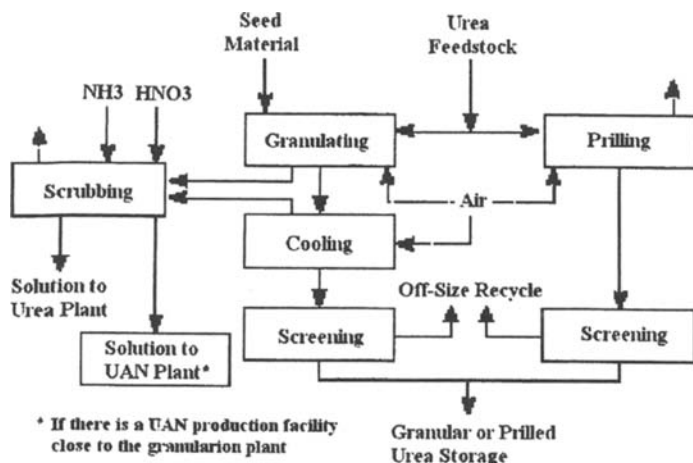 Seed
Material
Urea
Feedstock
NH3 HNO3
Granulating
Prilling
Scrubbing
Air
Cooling
Solution to
Urea Plant
Off-Size Recycle
Screening
Screening
Solution to
UAN Plant*
* If there is a UAN production facility
close to the granularion plant
Granular or Prilled
Urea Storage